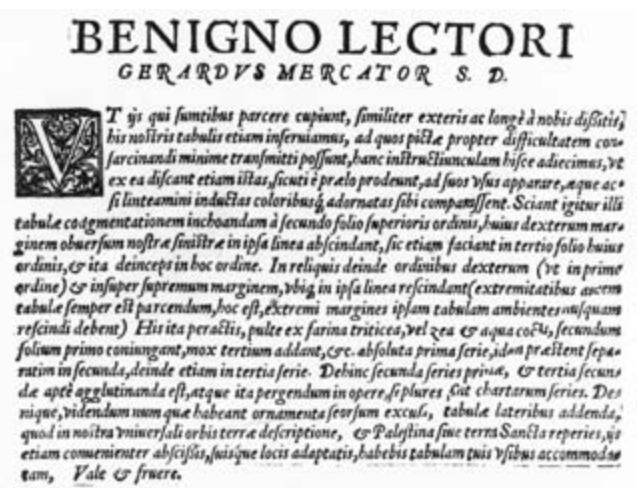 BENIGNO LECTORI
GERARDVS MERCATOR S. D.
VT ijs qui sumtibus parcere cupiunt, similiter exteris ac longè à nobis dissitis,
his nostris tabulis etiam inseruiamus, ad quos pictæ propter difficultatem con-
sarcinandi minime transmitti possunt, hanc instructiunculam hisce adiecimus, vt
ex ea discant etiam istas, sicuti è prælo prodeunt, ad suos vsus apparare, æque ac
si linteamini inductas coloribusq́ adornatas sibi comparassent. Sciant igitur illi
tabulæ coagmentationem inchoandam à secundo folio superioris ordinis, huius dexterum mar-
ginem obuersum nostræ sinistræ in ipsa linea abscindant, sic etiam faciant in tertio folio huius
ordinis, & ita deinceps in hoc ordine. In reliquis deinde ordinibus dexterum (vt in primo
ordine) & insuper supremum marginem, vbiq́ in ipsa linea rescindant (extremitatibus
tabulæ semper est parcendum, hoc est, extremi margines ipsam tabulam ambientes nusquam
rescindi debent) His ita peractis, pulte ex farina triticea, vel zea & aqua cocta, secundum
folium primo coniungant, mox tertium addant, &c. absoluta prima serie, idem præstent sepa-
ratim in secunda, deinde etiam in tertia serie. Dehinc secunda series primæ, & tertia secun-
dæ aptè agglutinanda est, atque ita pergendum in opere, si plures sint chartarum series. De-
nique, videndum num quæ habeant ornamenta seorsum excusa, tabulæ lateribus addenda,
quod in nostra vniuersali orbis terræ descriptione, & Palestina siue terra Sancta reperies, ijs
etiam conuenienter abscissis, suisque locis adaptatis, habebis tabulam tuis vsibus accommoda-
tam, Vale & fruere.